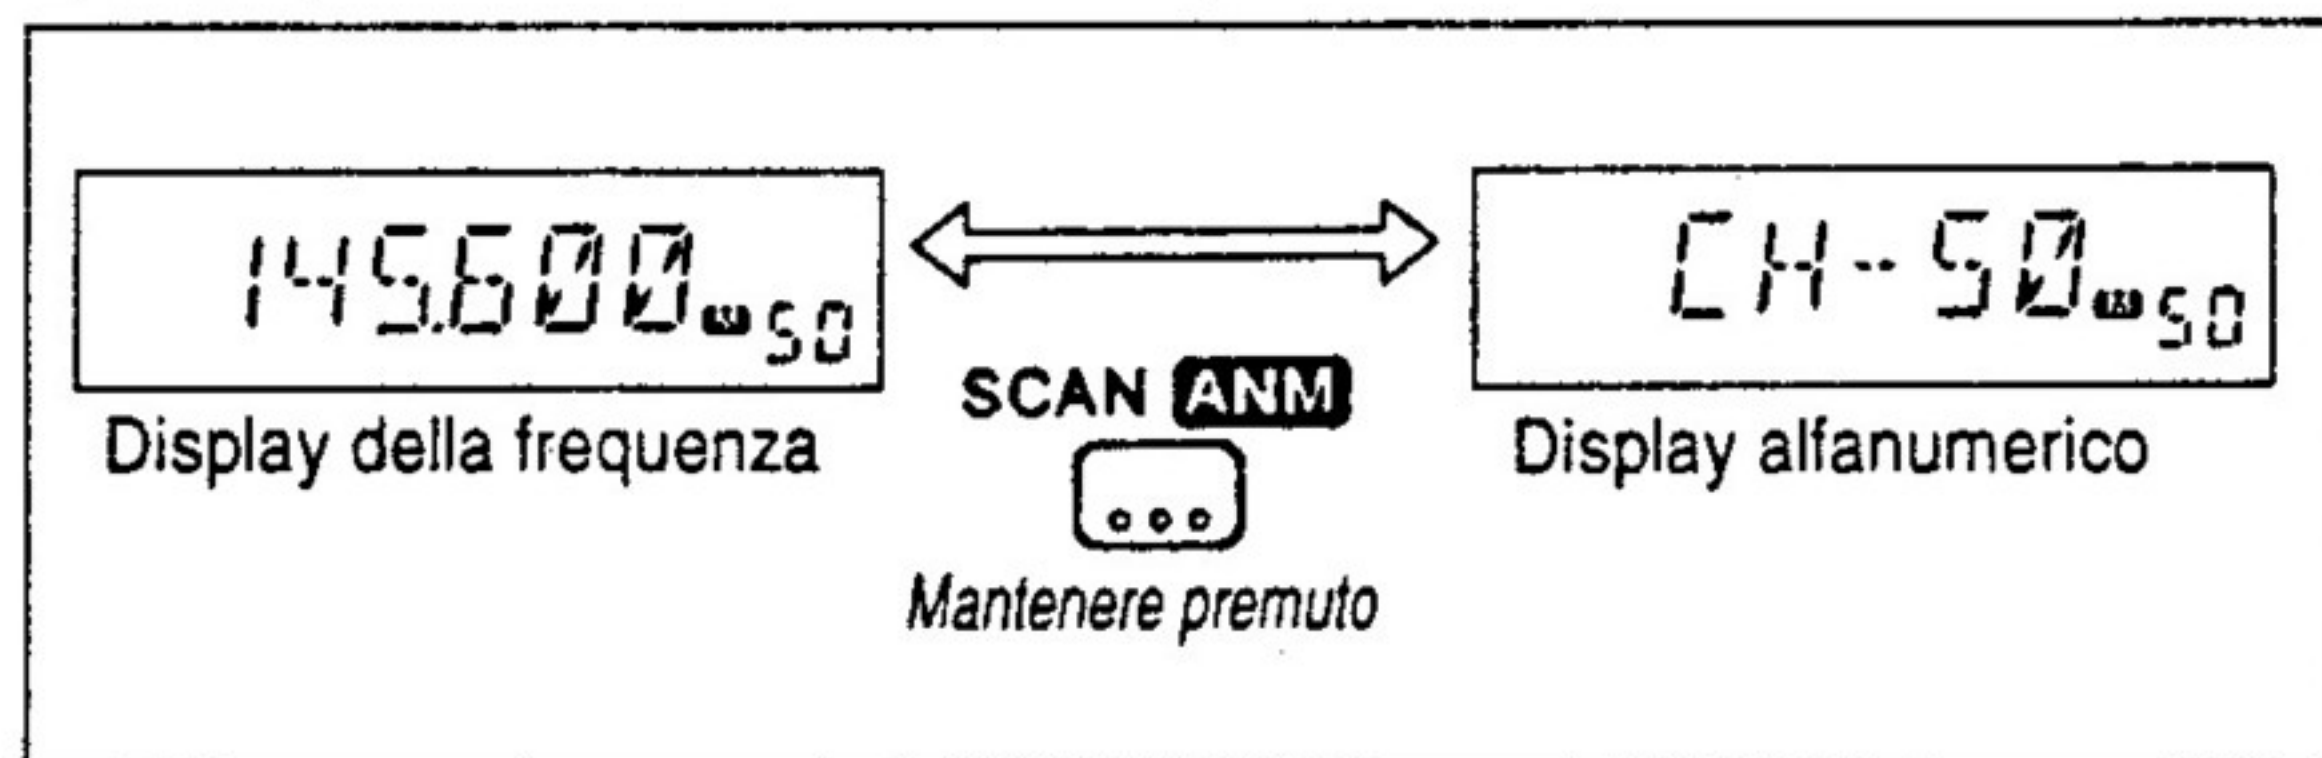 145.600 50
Display della frequenza
SCAN ANM
Mantenere premuto
CH-50 50
Display alfanumerico